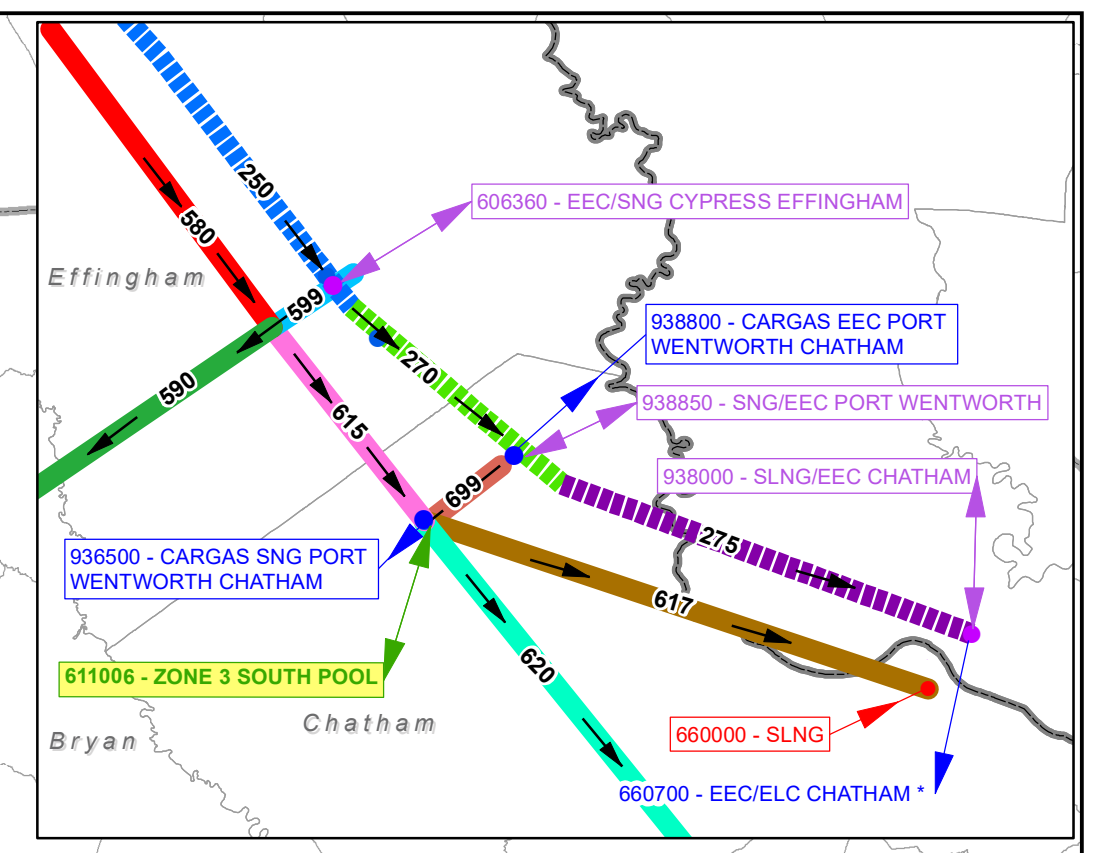 250
580
606360 - EEC/SNG CYPRESS EFFINGHAM
Effingham
599
938800 - CARGAS EEC PORT
WENTWORTH CHATHAM
270
590
615
938850 - SNG/EEC PORT WENTWORTH
938000 - SLNG/EEC CHATHAM
699
275
936500 - CARGAS SNG PORT
WENTWORTH CHATHAM
617
620
611006 - ZONE 3 SOUTH POOL
Chatham
Bryan
660000 - SLNG
660700 - EEC/ELC CHATHAM *